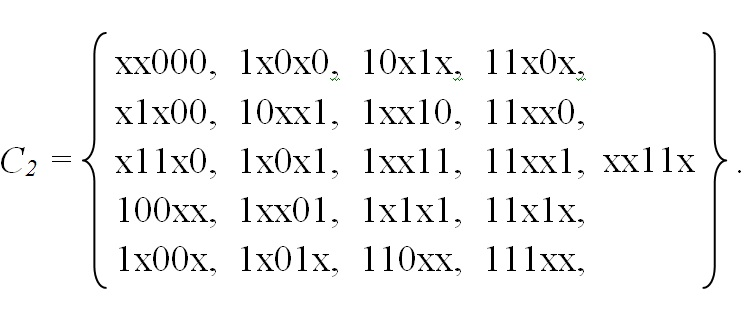 xx000, 1x0x0, 10x1x, 11x0x,
x1x00, 10xx1, 1xx10, 11xx0,
C₂ = { x11x0, 1x0x1, 1xx11, 11xx1, xx11x } .
100xx, 1xx01, 1x1x1, 11x1x,
1x00x, 1x01x, 110xx, 111xx,